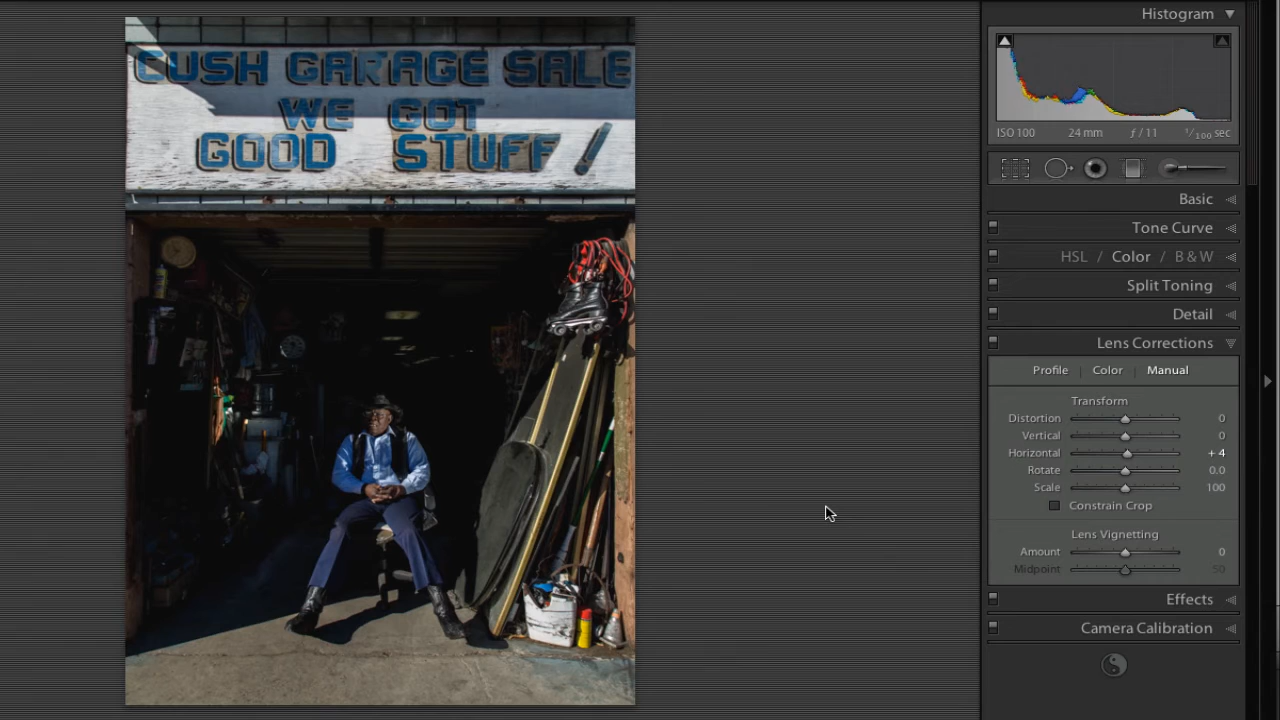 CUSH GARAGE SALE
WE GOT
GOOD STUFF!
Histogram
ISO 100 24 mm ƒ / 11 1/100 sec
Basic
Tone Curve
HSL / Color / B & W
Split Toning
Detail
Lens Corrections
Profile | Color | Manual
Transform
Distortion 0
Vertical 0
Horizontal + 4
Rotate 0.0
Scale 100
Constrain Crop
Lens Vignetting
Amount 0
Midpoint 50
Effects
Camera Calibration